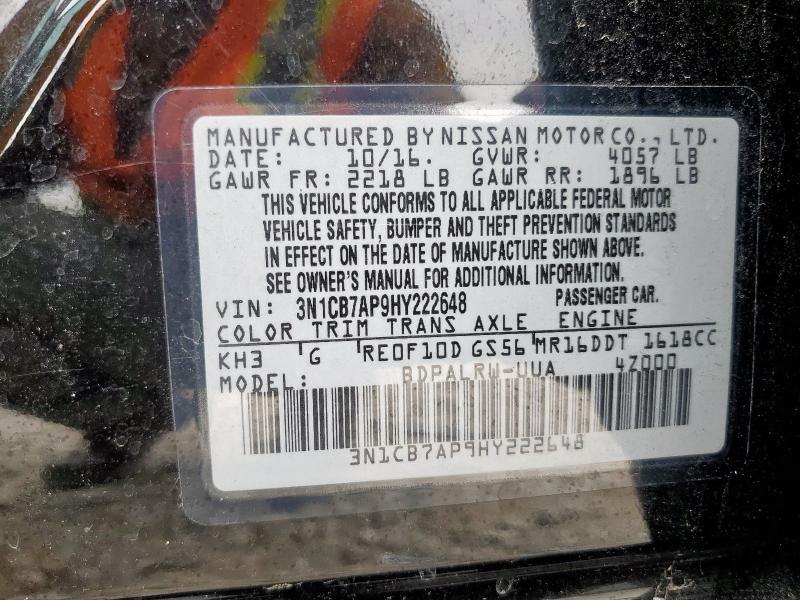 MANUFACTURED BY NISSAN MOTOR CO., LTD.
DATE: 10/16. GVWR: 4057 LB
GAWR FR: 2218 LB GAWR RR: 1896 LB
THIS VEHICLE CONFORMS TO ALL APPLICABLE FEDERAL MOTOR
VEHICLE SAFETY, BUMPER AND THEFT PREVENTION STANDARDS
IN EFFECT ON THE DATE OF MANUFACTURE SHOWN ABOVE.
SEE OWNER'S MANUAL FOR ADDITIONAL INFORMATION.
VIN: 3N1CB7AP9HY222648 PASSENGER CAR.
COLOR TRIM TRANS AXLE ENGINE
KH3 G RE0F10D GS56 MR16DDT 1618CC
MODEL: BDPALRW-UUA 4Z000
3N1CB7AP9HY222648